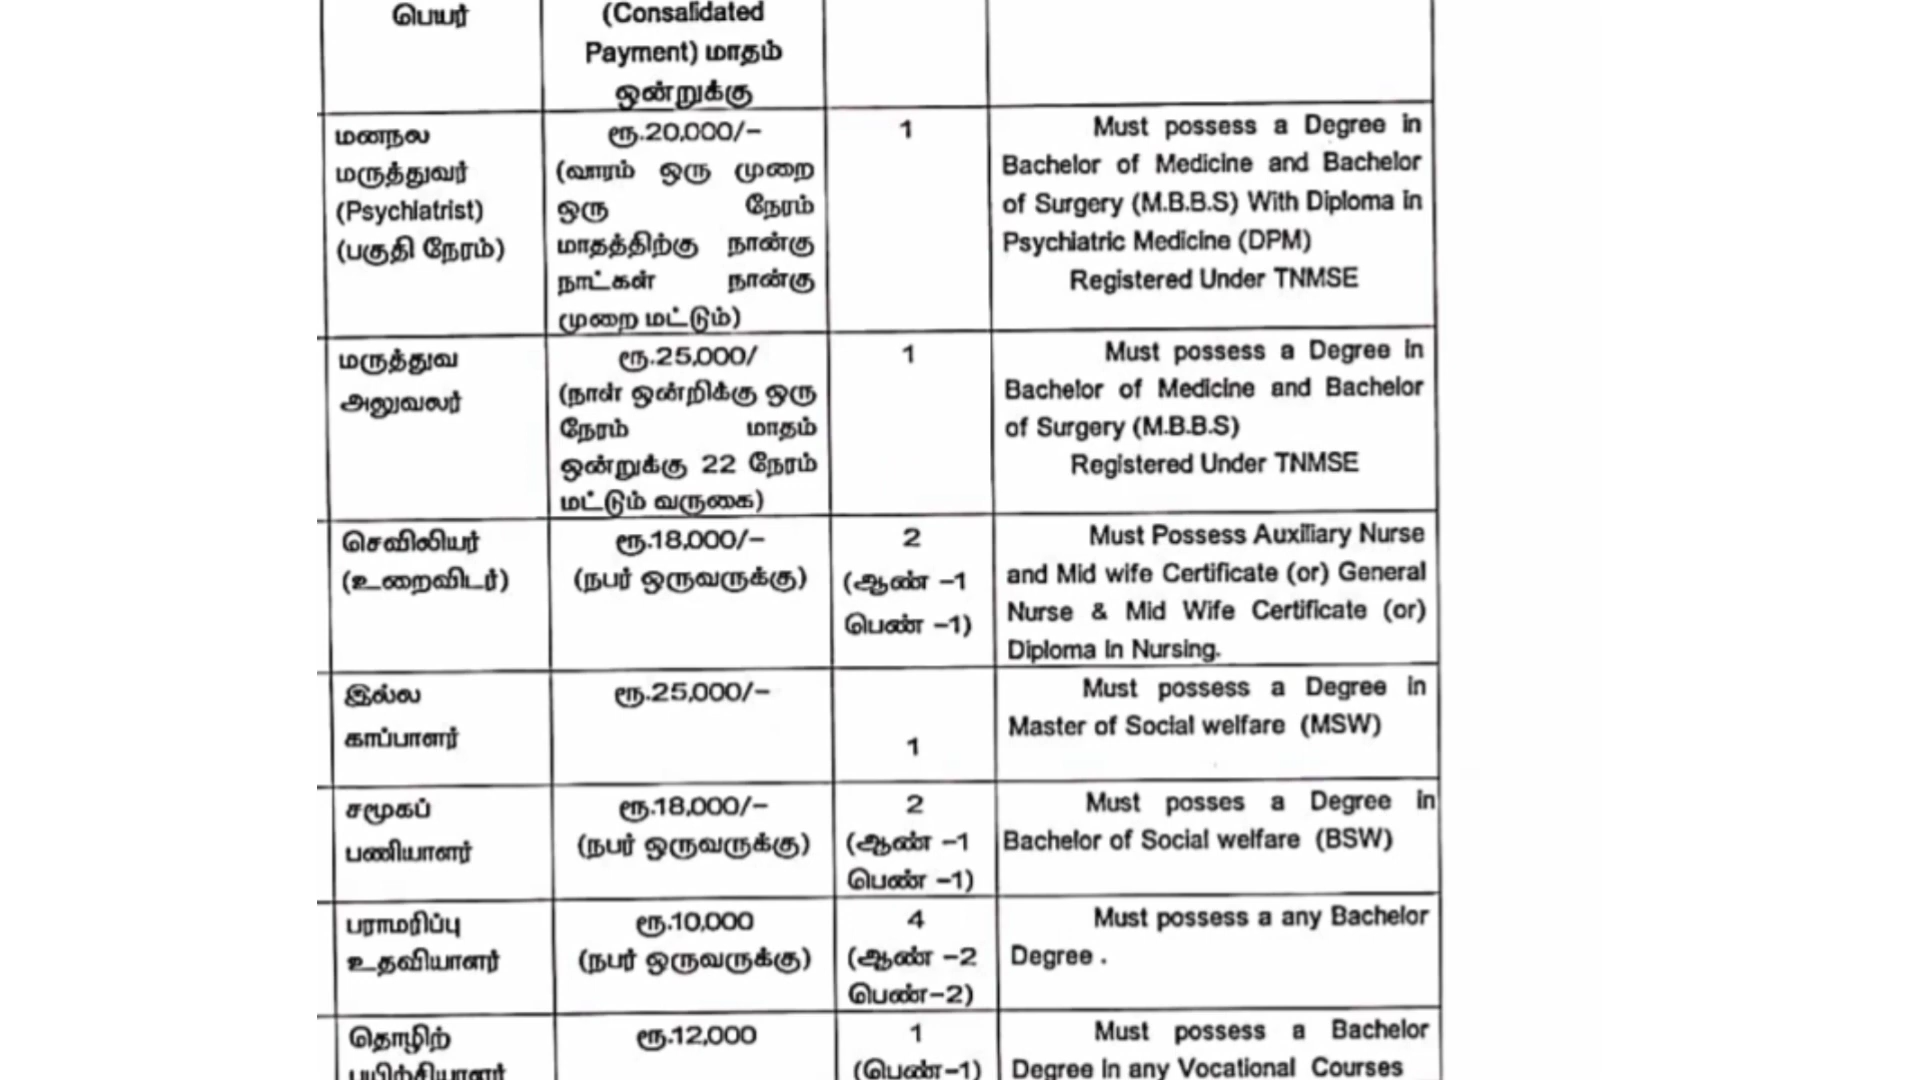 பெயர்
(Consalidated
Payment) மாதம்
ஒன்றுக்கு
மனநல
மருத்துவர்
(Psychiatrist)
(பகுதி நேரம்)
ரூ.20,000/-
(வாரம் ஒரு முறை
ஒரு நேரம்
மாதத்திற்கு நான்கு
நாட்கள் நான்கு
முறை மட்டும்)
1
Must possess a Degree in
Bachelor of Medicine and Bachelor
of Surgery (M.B.B.S) With Diploma in
Psychiatric Medicine (DPM)
Registered Under TNMSE
மருத்துவ
அலுவலர்
ரூ.25,000/
(நாள் ஒன்றிக்கு ஒரு
நேரம் மாதம்
ஒன்றுக்கு 22 நேரம்
மட்டும் வருகை)
1
Must possess a Degree in
Bachelor of Medicine and Bachelor
of Surgery (M.B.B.S)
Registered Under TNMSE
செவிலியர்
(உறைவிடர்)
ரூ.18,000/-
(நபர் ஒருவருக்கு)
2
(ஆண் -1
பெண் -1)
Must Possess Auxiliary Nurse
and Mid wife Certificate (or) General
Nurse & Mid Wife Certificate (or)
Diploma in Nursing.
இல்ல
காப்பாளர்
ரூ.25,000/-
1
Must possess a Degree in
Master of Social welfare (MSW)
சமூகப்
பணியாளர்
ரூ.18,000/-
(நபர் ஒருவருக்கு)
2
(ஆண் -1
பெண் -1)
Must posses a Degree in
Bachelor of Social welfare (BSW)
பராமரிப்பு
உதவியாளர்
ரூ.10,000
(நபர் ஒருவருக்கு)
4
(ஆண் -2
பெண்-2)
Must possess a any Bachelor
Degree .
தொழிற்
பயிற்சியாளர்
ரூ.12,000
1
(பெண்-1)
Must possess a Bachelor
Degree in any Vocational Courses